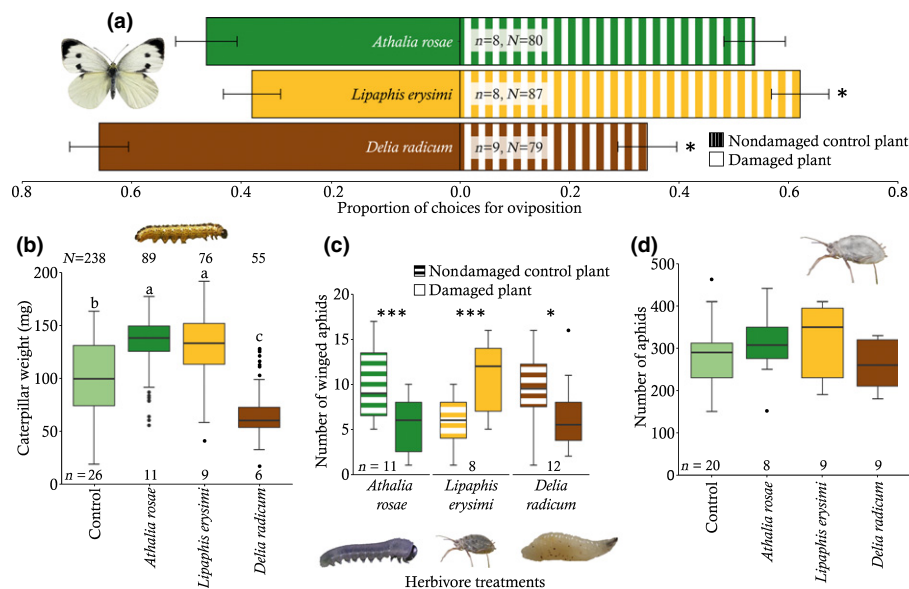 (a)
Athalia rosae
n=8, N=80
Lipaphis erysimi
n=8, N=87
*
Delia radicum
n=9, N=79
*
Nondamaged control plant
Damaged plant
0.8 0.6 0.4 0.2 0.0 0.2 0.4 0.6 0.8
Proportion of choices for oviposition
(b)
N=238 89 76 55
Caterpillar weight (mg)
200
150
100
50
0
b a a c
n=26 11 9 6
Control
Athalia rosae
Lipaphis erysimi
Delia radicum
(c)
Nondamaged control plant
Damaged plant
Number of winged aphids
20
15
10
5
0
*** *** *
n = 11 8 12
Athalia rosae
Lipaphis erysimi
Delia radicum
Herbivore treatments
(d)
Number of aphids
500
400
300
200
100
0
n = 20 8 9 9
Control
Athalia rosae
Lipaphis erysimi
Delia radicum